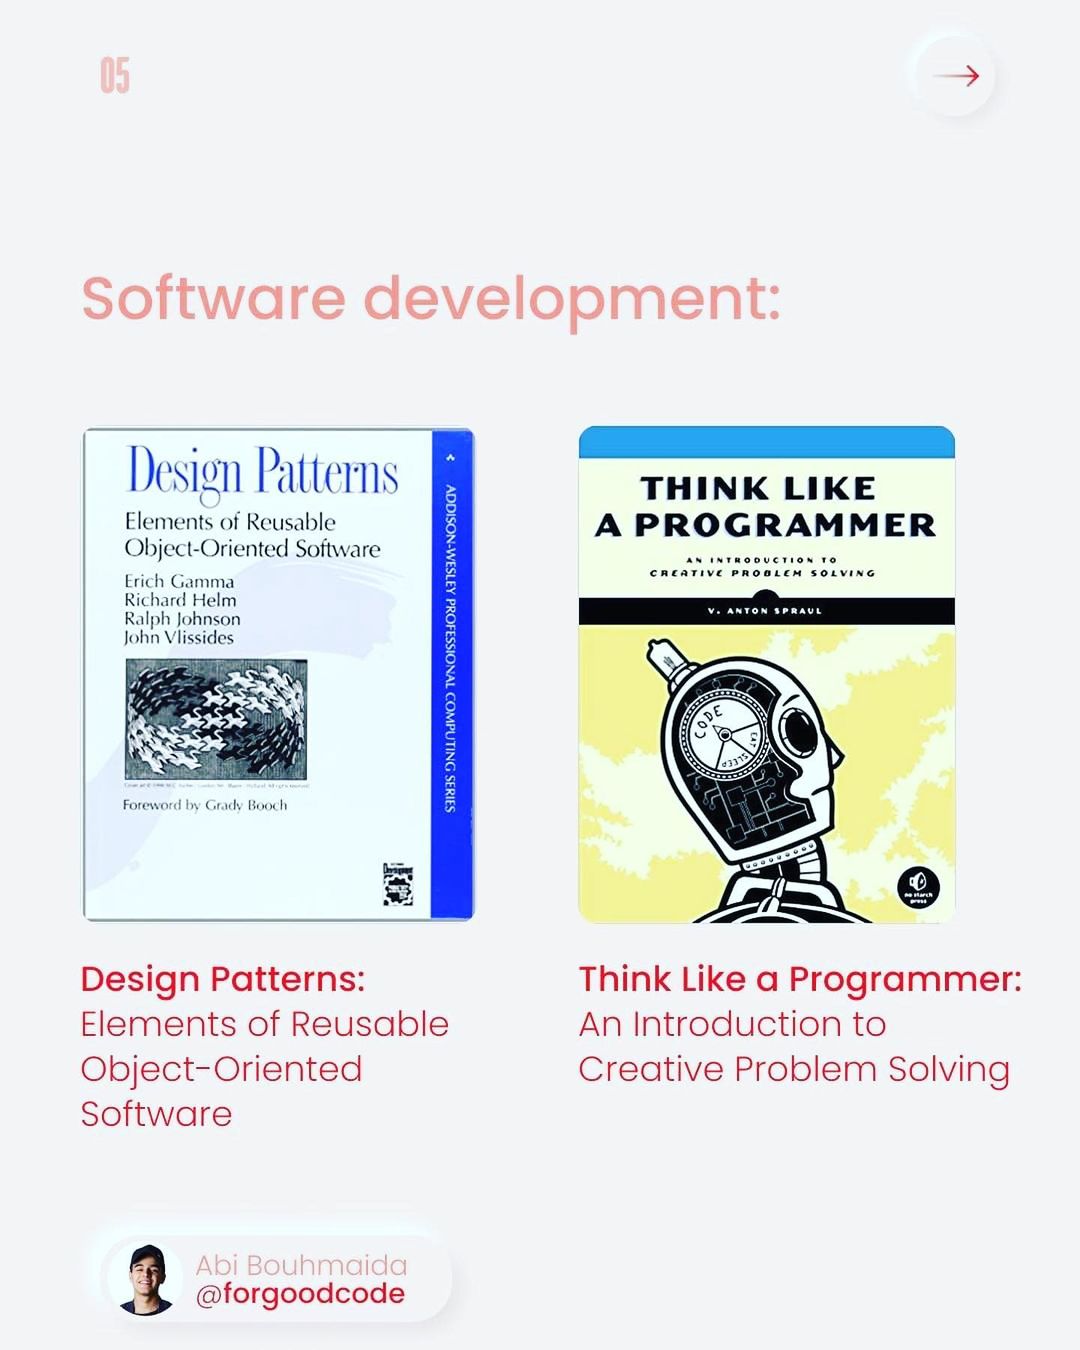 05
Software development:
Design Patterns
Elements of Reusable
Object-Oriented Software
Erich Gamma
Richard Helm
Ralph Johnson
John Vlissides
Foreword by Grady Booch
ADDISON-WESLEY PROFESSIONAL COMPUTING SERIES
THINK LIKE
A PROGRAMMER
AN INTRODUCTION TO
CREATIVE PROBLEM SOLVING
V. ANTON SPRAUL
CODE
EAT
SLEEP
no starch
press
Design Patterns:
Elements of Reusable
Object-Oriented
Software
Think Like a Programmer:
An Introduction to
Creative Problem Solving
Abi Bouhmaida
@forgoodcode